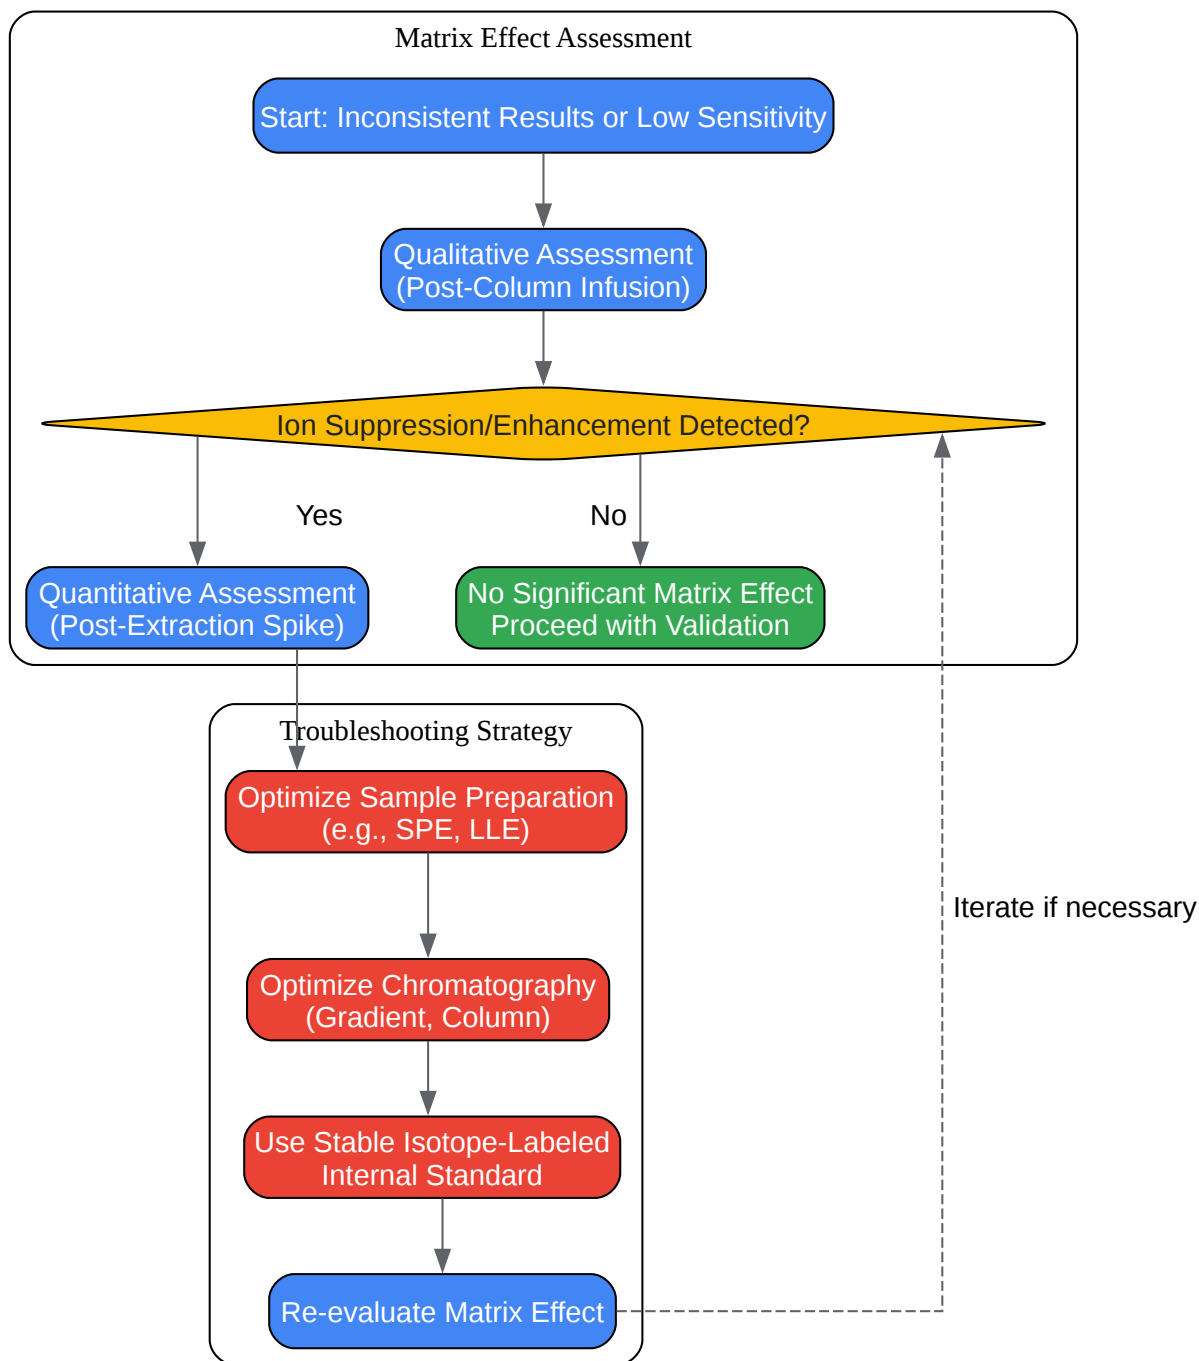 Matrix Effect Assessment
Start: Inconsistent Results or Low Sensitivity
Qualitative Assessment
(Post-Column Infusion)
Ion Suppression/Enhancement Detected?
Yes
No
Quantitative Assessment
(Post-Extraction Spike)
No Significant Matrix Effect
Proceed with Validation
Troubleshooting Strategy
Optimize Sample Preparation
(e.g., SPE, LLE)
Iterate if necessary
Optimize Chromatography
(Gradient, Column)
Use Stable Isotope-Labeled
Internal Standard
Re-evaluate Matrix Effect